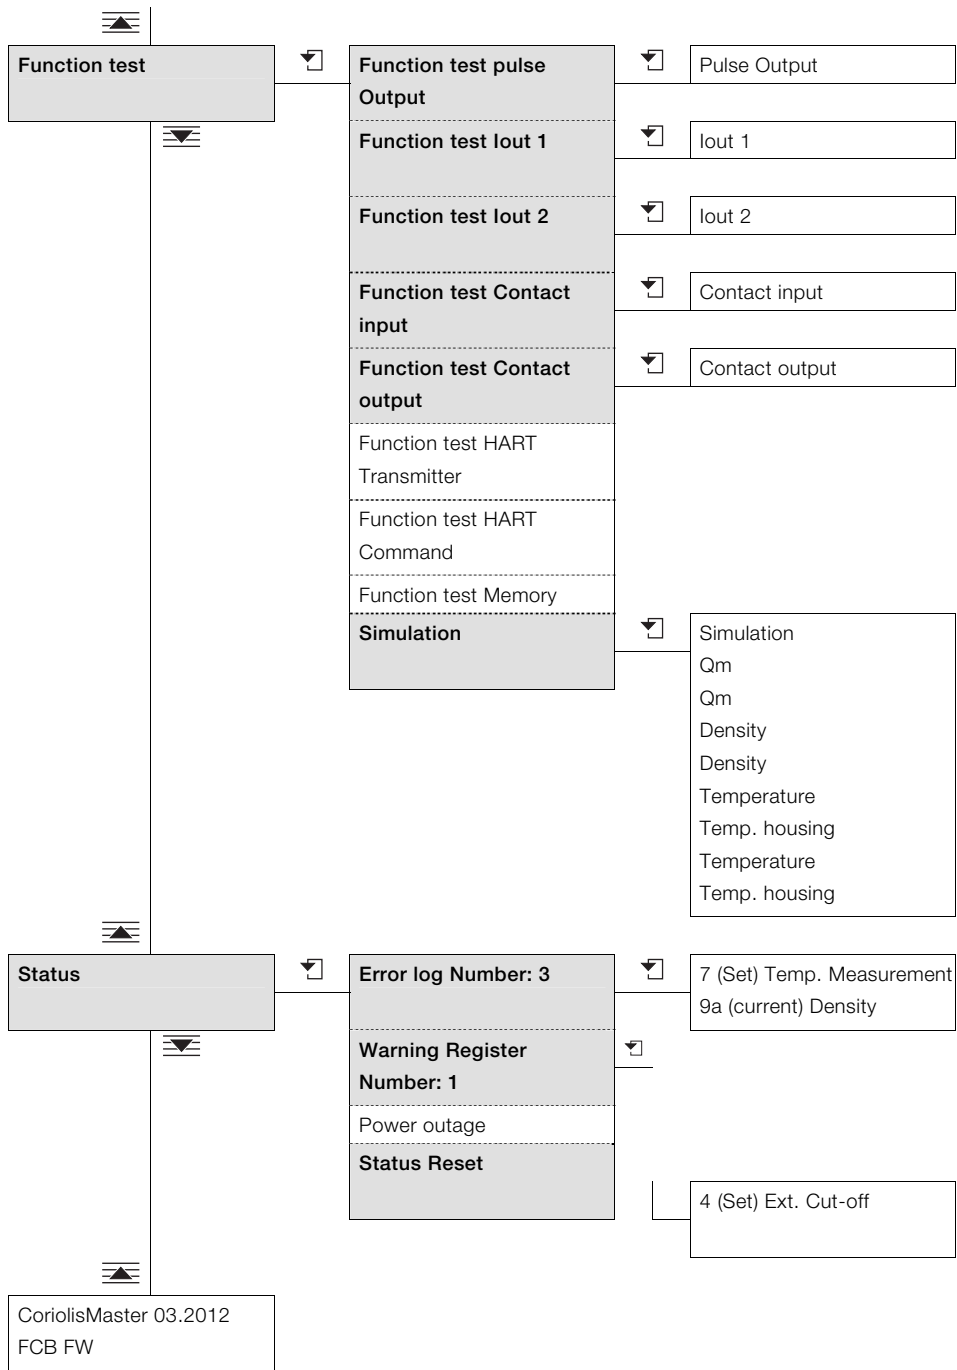 Function test
Function test pulse
Output
Pulse Output
Function test Iout 1
Iout 1
Function test Iout 2
Iout 2
Function test Contact
input
Contact input
Function test Contact
output
Contact output
Function test HART
Transmitter
Function test HART
Command
Function test Memory
Simulation
Simulation
Qm
Qm
Density
Density
Temperature
Temp. housing
Temperature
Temp. housing
Status
Error log Number: 3
7 (Set) Temp. Measurement
9a (current) Density
Warning Register
Number: 1
Power outage
Status Reset
4 (Set) Ext. Cut-off
CoriolisMaster 03.2012
FCB FW